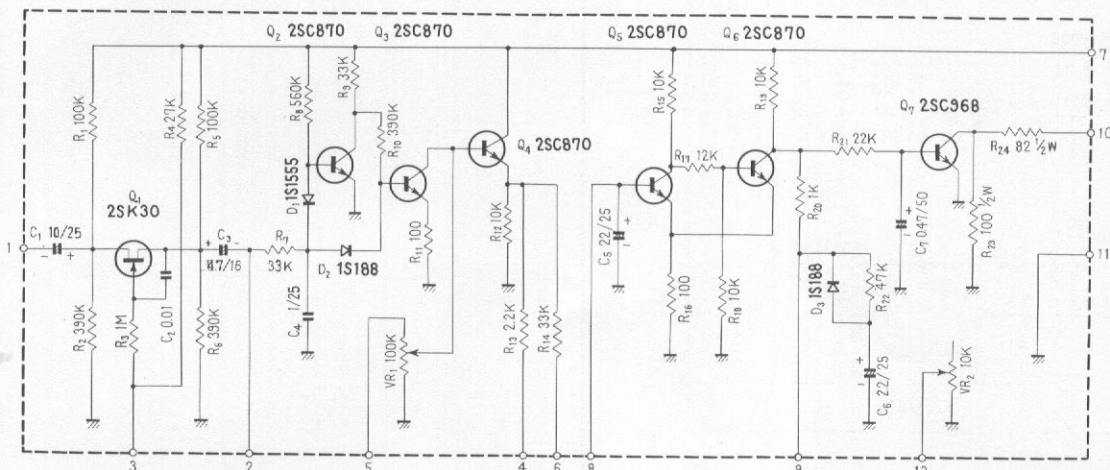 Q2 2SC870
Q3 2SC870
Q5 2SC870
Q6 2SC870
7
R1 100K
R4 27K
R5 100K
R8 560K
R9 33K
R10 390K
Q4 2SC870
R15 10K
R19 10K
Q7 2SC968
10
R24 82 1/2W
R17 12K
R21 22K
Q1
2SK30
D1 1S1555
R12 10K
R20 1K
R23 100 1/2W
1
C1 10/25
C3
47/16
R7
33K
D2 1S188
R11 100
C5 22/25
C7 0.47/50
11
R2 390K
R3 1M
C2 0.01
R6 390K
C4 1/25
VR1 100K
R13 2.2K
R14 33K
R16 100
R18 10K
D3 1S188
R22 47K
C6 22/25
VR2 10K
3
2
5
4
6
8
9